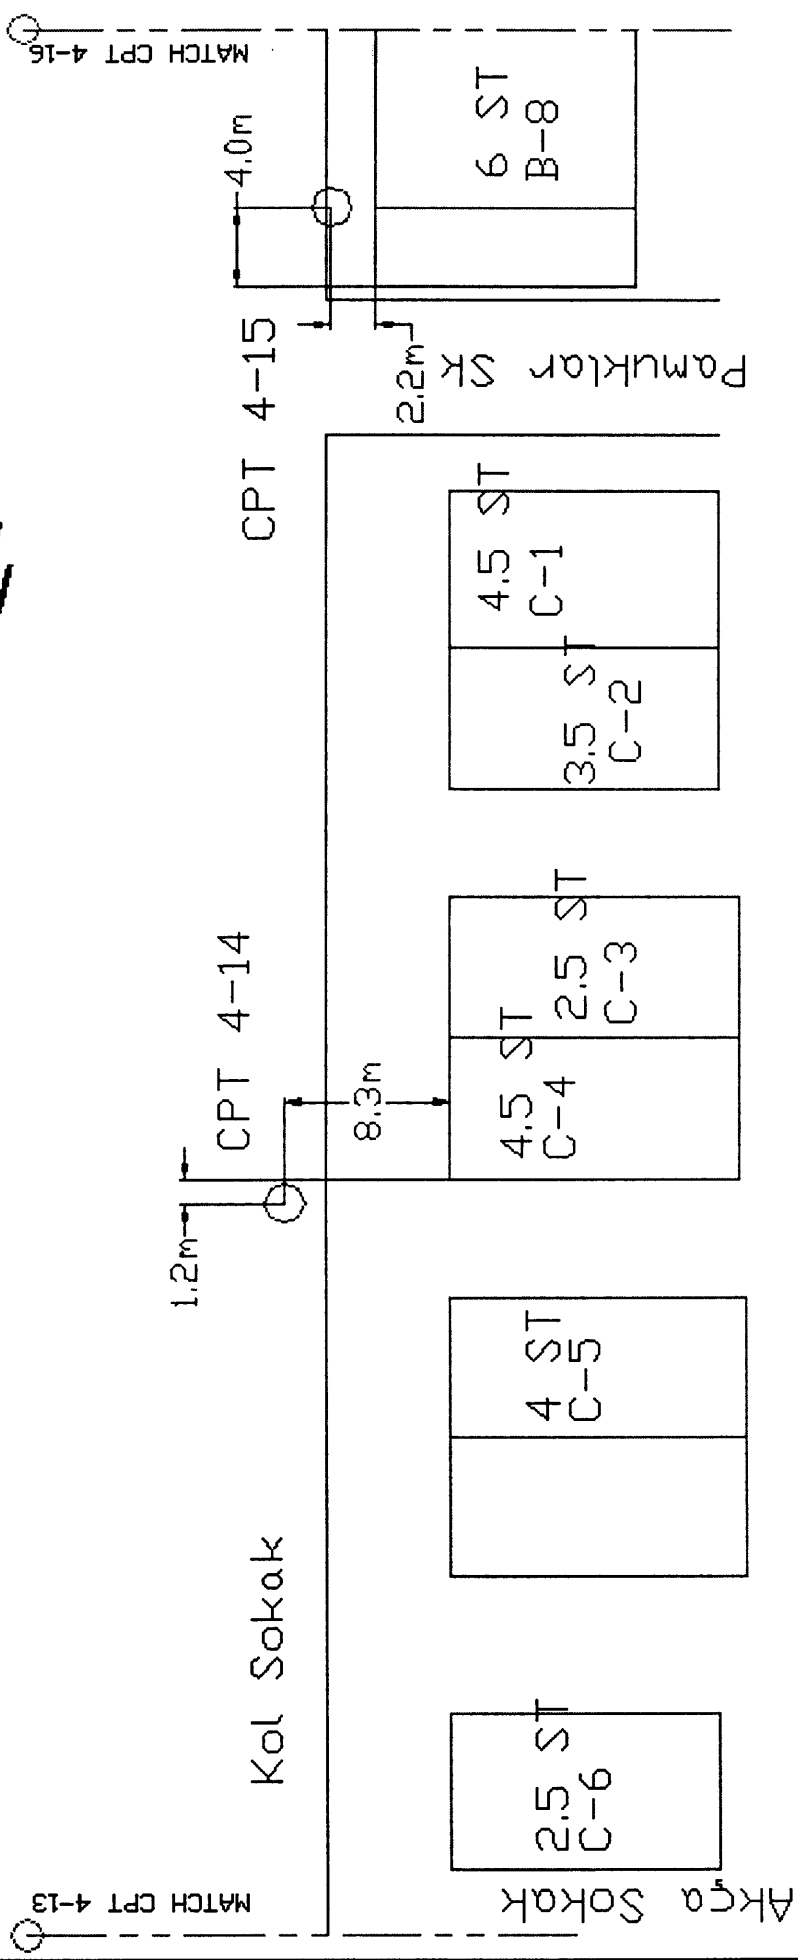 MATCH CPT 4-16
4.0m
6 ST
B-8
CPT 4-15
2.2m
Pamuklar Sk
4.5 ST
C-1
3.5 ST
C-2
CPT 4-14
2.5 ST
C-3
8.3m
4.5 ST
C-4
1.2m
4 ST
C-5
Kol Sokak
2.5 ST
C-6
MATCH CPT 4-13
Akça Sokak